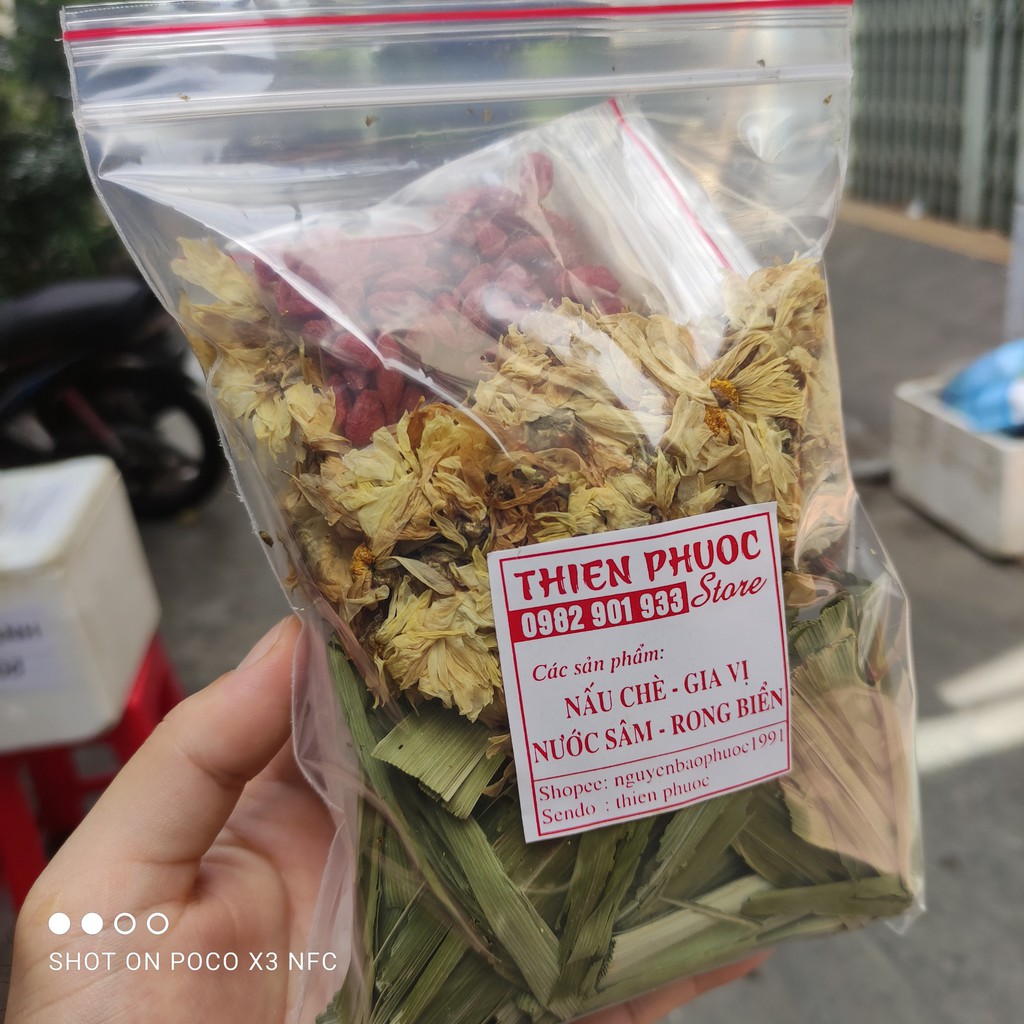 THIEN PHUOC
0982 901 933 Store
Các sản phẩm:
NẤU CHÈ - GIA VỊ
NƯỚC SÂM - RONG BIỂN
Shopee: nguyenbaophuoc1991
Sendo : thien phuoc
SHOT ON POCO X3 NFC